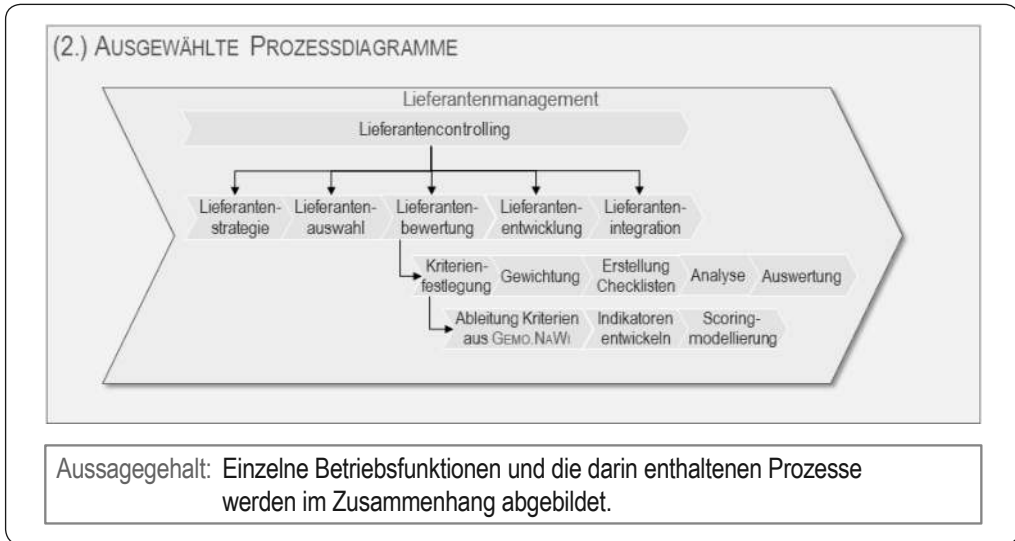 (2.) AUSGEWÄHLTE PROZESSDIAGRAMME
Lieferantenmanagement
Lieferantencontrolling
Lieferanten-
strategie
Lieferanten-
auswahl
Lieferanten-
bewertung
Lieferanten-
entwicklung
Lieferanten-
integration
Kriterien-
festlegung
Gewichtung
Erstellung
Checklisten
Analyse
Auswertung
Ableitung Kriterien
aus GEMO.NAWI
Indikatoren
entwickeln
Scoring-
modellierung
Aussagegehalt: Einzelne Betriebsfunktionen und die darin enthaltenen Prozesse
werden im Zusammenhang abgebildet.